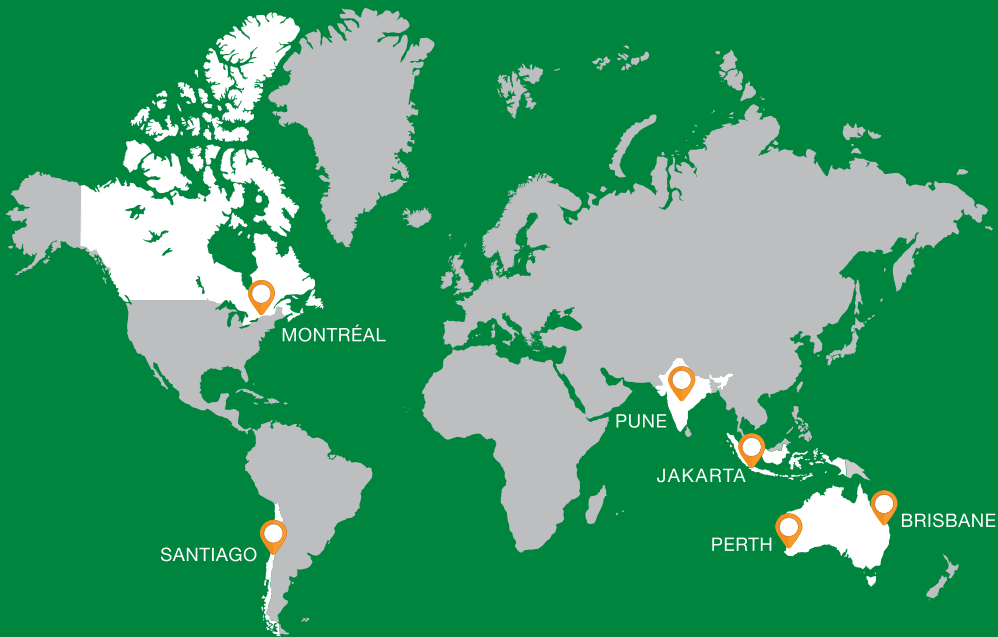 MONTRÉAL
PUNE
JAKARTA
BRISBANE
PERTH
SANTIAGO